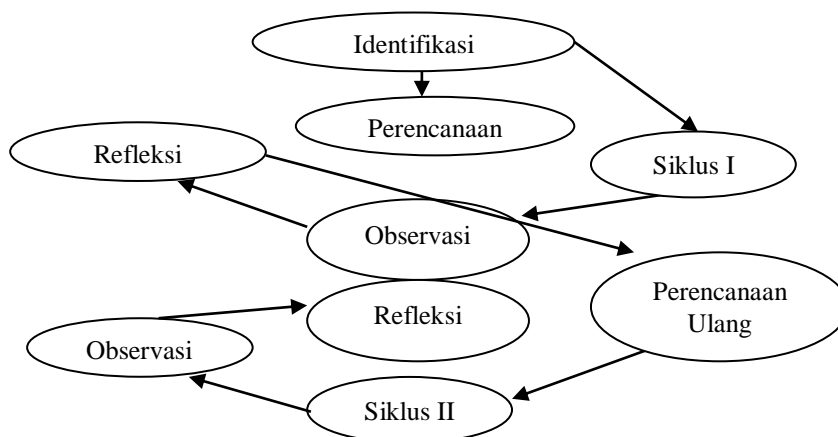 Identifikasi
Perencanaan
Refleksi
Siklus I
Observasi
Perencanaan
Ulang
Refleksi
Observasi
Siklus II